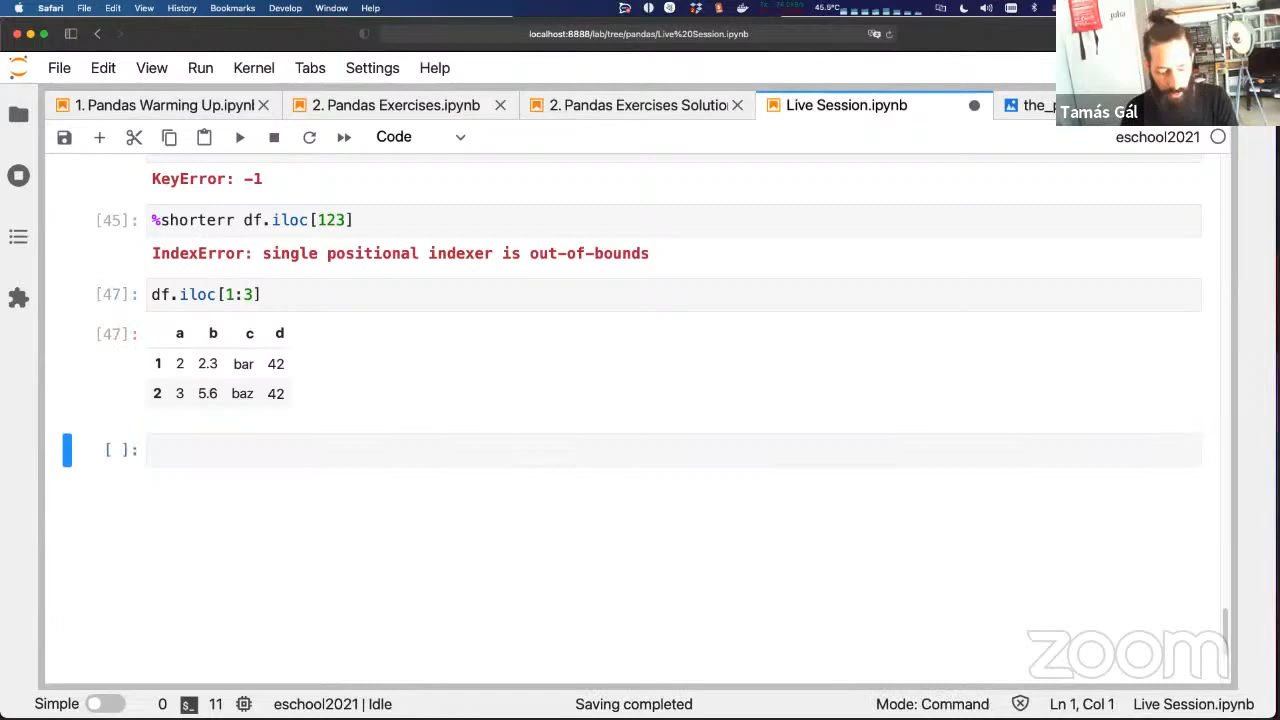 Safari File Edit View History Bookmarks Develop Window Help
localhost:8888/lab/tree/pandas/Live%20Session.ipynb
File Edit View Run Kernel Tabs Settings Help
1. Pandas Warming Up.ipynl 2. Pandas Exercises.ipynb 2. Pandas Exercises Solutio Live Session.ipynb the_p
Tamás Gál
Code
eschool2021
KeyError: -1
[45]: %shorterr df.iloc[123]
IndexError: single positional indexer is out-of-bounds
[47]: df.iloc[1:3]
[47]: a b c d
1 2 2.3 bar 42
2 3 5.6 baz 42
[ ]:
zoom
Simple 0 11 eschool2021 | Idle Saving completed Mode: Command Ln 1, Col 1 Live Session.ipynb